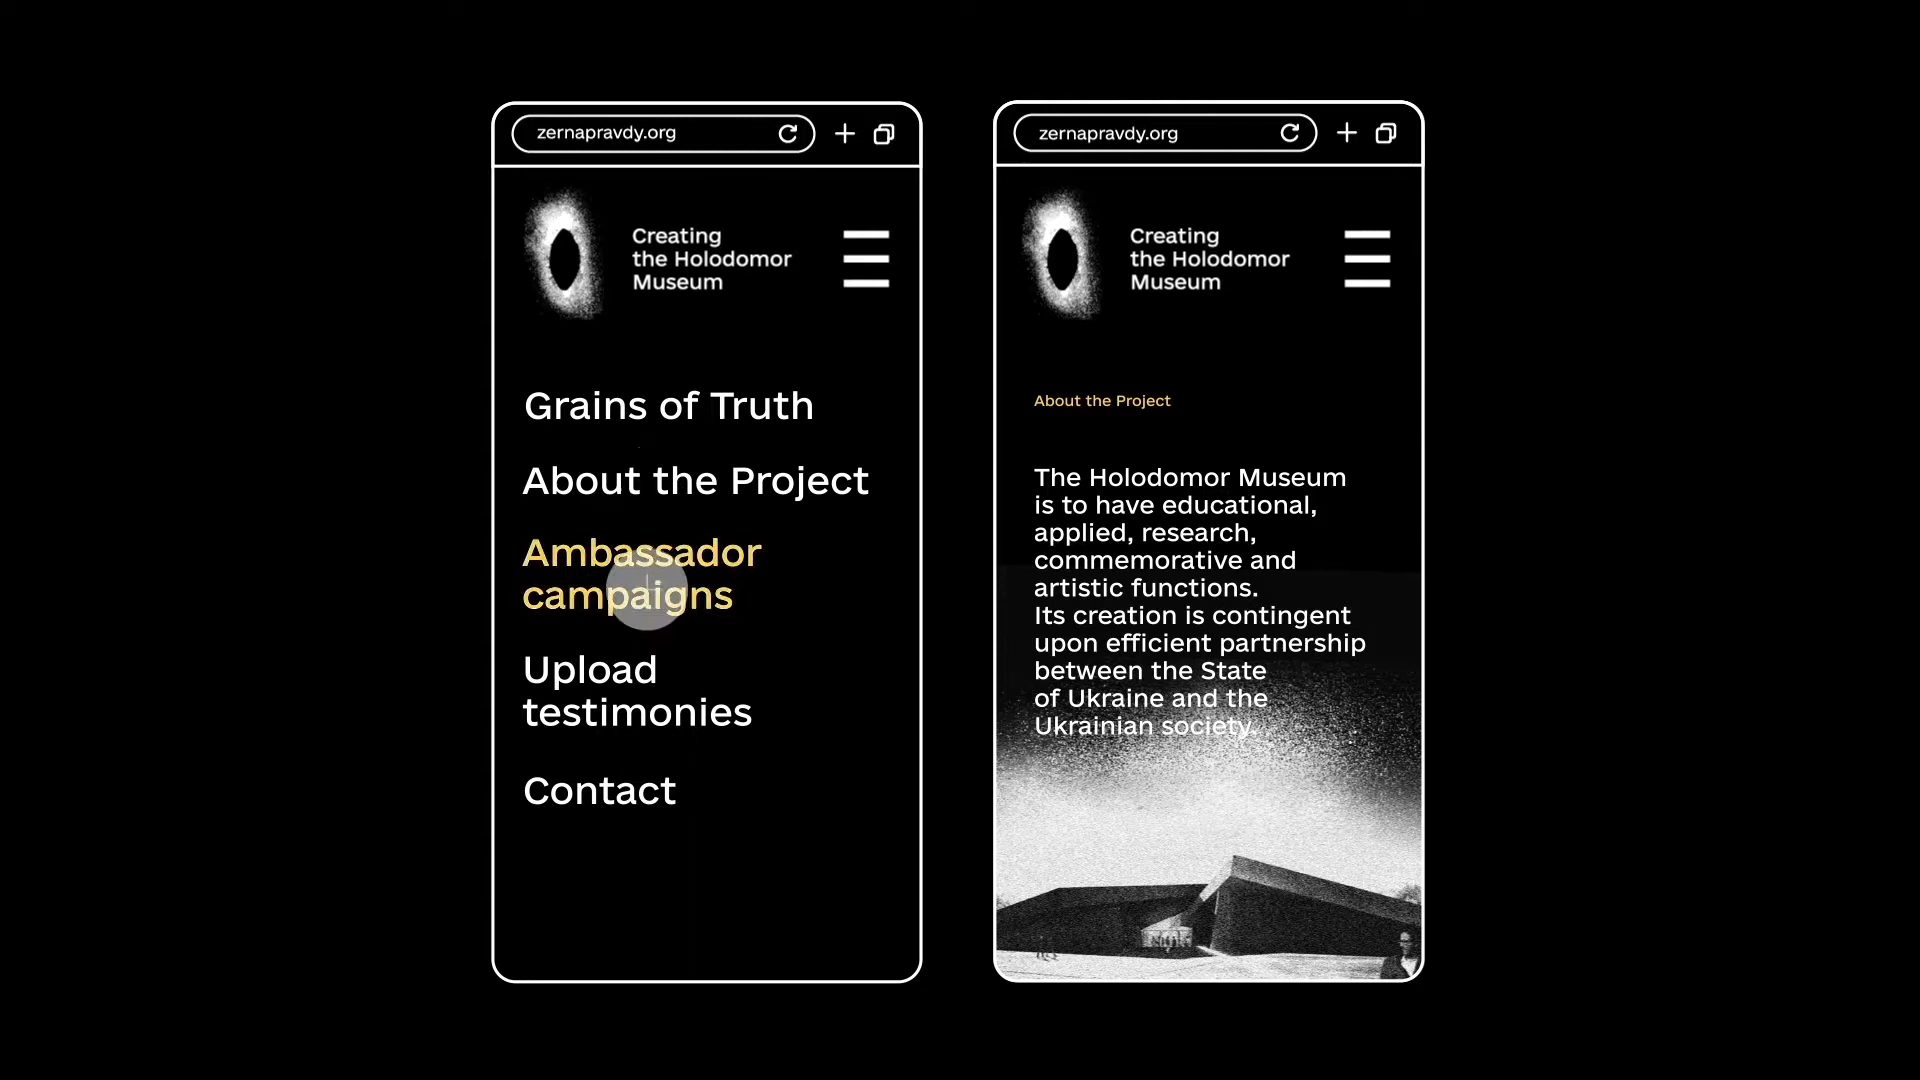 zernapravdy.org
Creating
the Holodomor
Museum
Grains of Truth
About the Project
Ambassador
campaigns
Upload
testimonies
Contact
zernapravdy.org
Creating
the Holodomor
Museum
About the Project
The Holodomor Museum
is to have educational,
applied, research,
commemorative and
artistic functions.
Its creation is contingent
upon efficient partnership
between the State
of Ukraine and the
Ukrainian society.